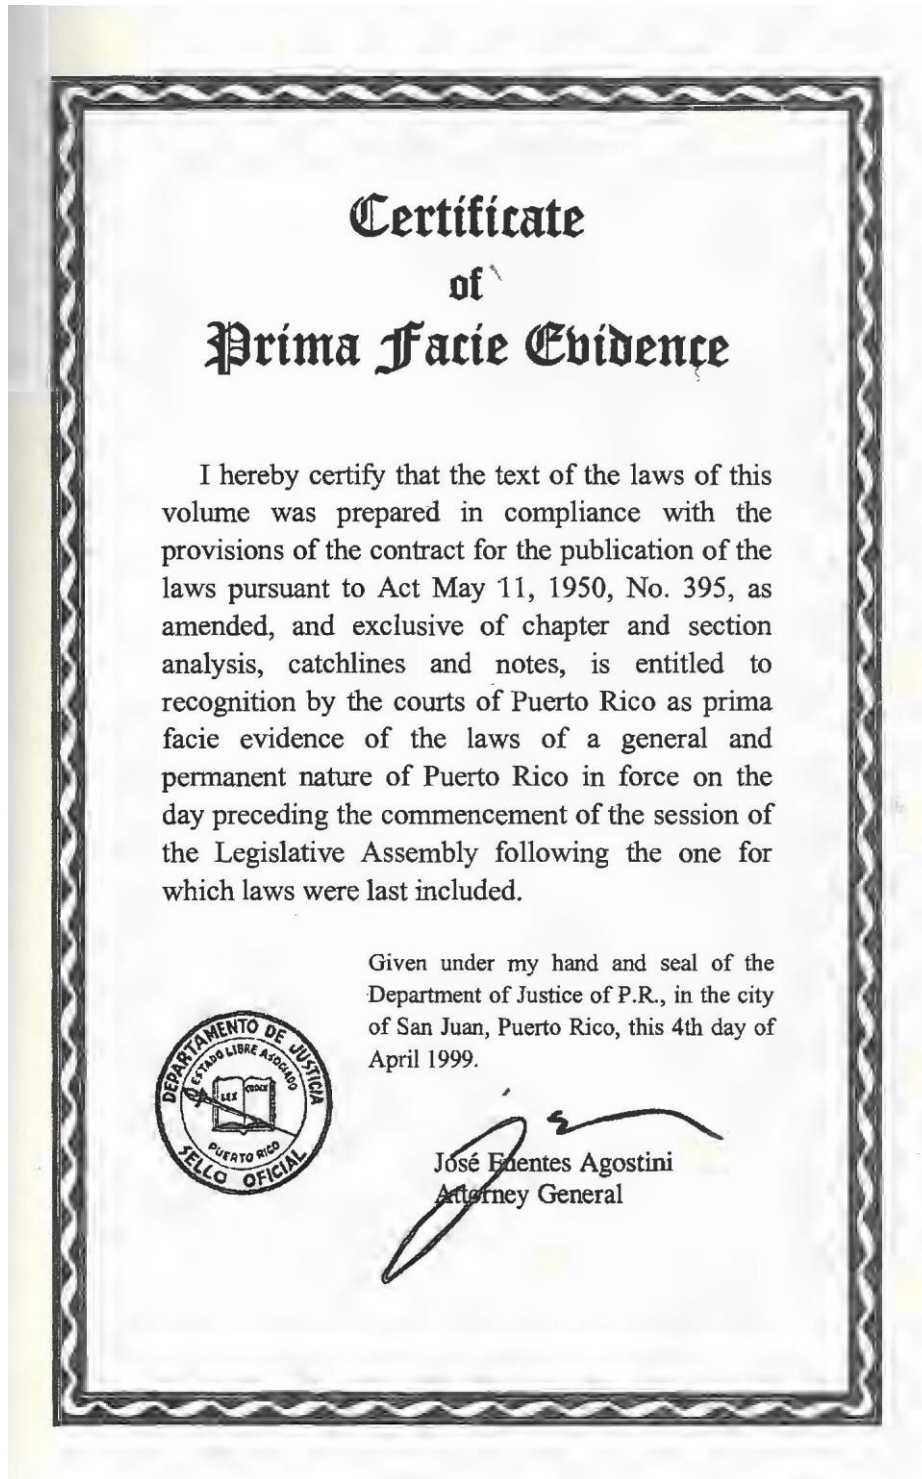 Certificate
of
Prima Facie Evidence
I hereby certify that the text of the laws of this
volume was prepared in compliance with the
provisions of the contract for the publication of the
laws pursuant to Act May 11, 1950, No. 395, as
amended, and exclusive of chapter and section
analysis, catchlines and notes, is entitled to
recognition by the courts of Puerto Rico as prima
facie evidence of the laws of a general and
permanent nature of Puerto Rico in force on the
day preceding the commencement of the session of
the Legislative Assembly following the one for
which laws were last included.
Given under my hand and seal of the
Department of Justice of P.R., in the city
of San Juan, Puerto Rico, this 4th day of
April 1999.
DEPARTAMENTO DE JUSTICIA
ESTADO LIBRE ASOCIADO
LEX CODEX
PUERTO RICO
SELLO OFICIAL
José Fuentes Agostini
Attorney General